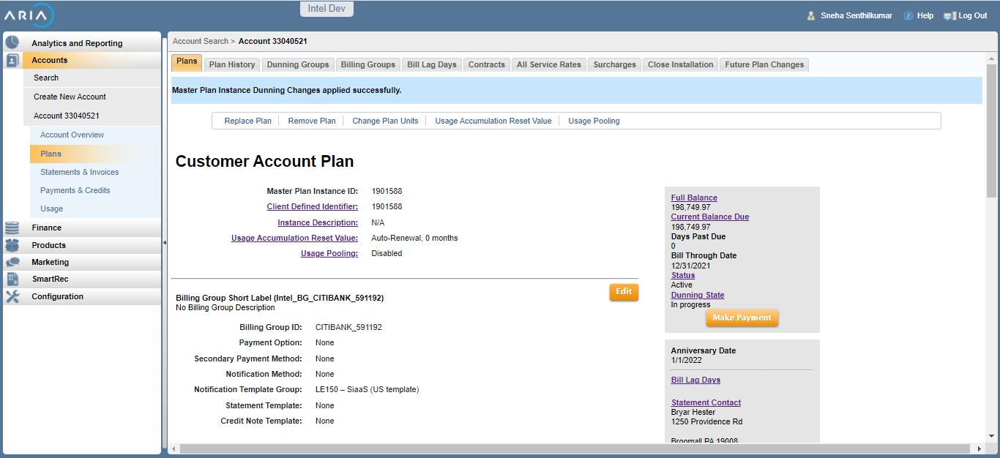 ARIA
Intel Dev
Sneha Senthilkumar Help Log Out
Analytics and Reporting
Accounts
Search
Create New Account
Account 33040521
Account Overview
Plans
Statements & Invoices
Payments & Credits
Usage
Finance
Products
Marketing
SmartRec
Configuration
Account Search > Account 33040521
Plans Plan History Dunning Groups Billing Groups Bill Lag Days Contracts All Service Rates Surcharges Close Installation Future Plan Changes
Master Plan Instance Dunning Changes applied successfully.
Replace Plan Remove Plan Change Plan Units Usage Accumulation Reset Value Usage Pooling
Customer Account Plan
Master Plan Instance ID: 1901588
Client Defined Identifier: 1901588
Instance Description: N/A
Usage Accumulation Reset Value: Auto-Renewal, 0 months
Usage Pooling: Disabled
Edit
Billing Group Short Label (Intel_BG_CITIBANK_591192)
No Billing Group Description
Billing Group ID: CITIBANK_591192
Payment Option: None
Secondary Payment Method: None
Notification Method: None
Notification Template Group: LE150 – SiaaS (US template)
Statement Template: None
Credit Note Template: None
Full Balance
198,749.97
Current Balance Due
198,749.97
Days Past Due
0
Bill Through Date
12/31/2021
Status
Active
Dunning State
In progress
Make Payment
Anniversary Date
1/1/2022
Bill Lag Days
Statement Contact
Bryar Hester
1250 Providence Rd
Broomall PA 19008